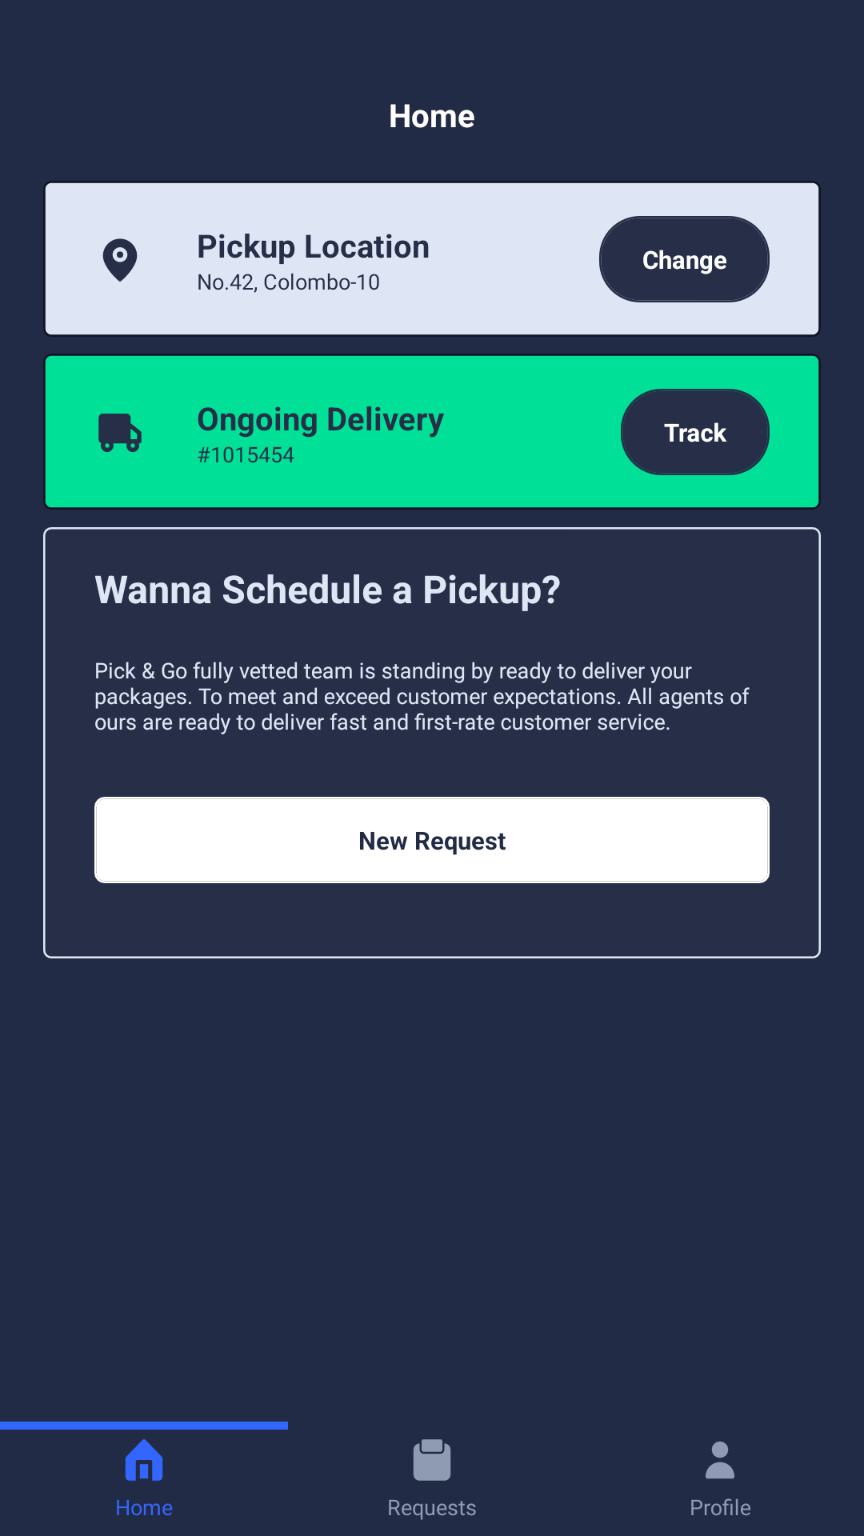 Home
Pickup Location
No.42, Colombo-10
Change
Ongoing Delivery
#1015454
Track
Wanna Schedule a Pickup?
Pick & Go fully vetted team is standing by ready to deliver your
packages. To meet and exceed customer expectations. All agents of
ours are ready to deliver fast and first-rate customer service.
New Request
Home
Requests
Profile